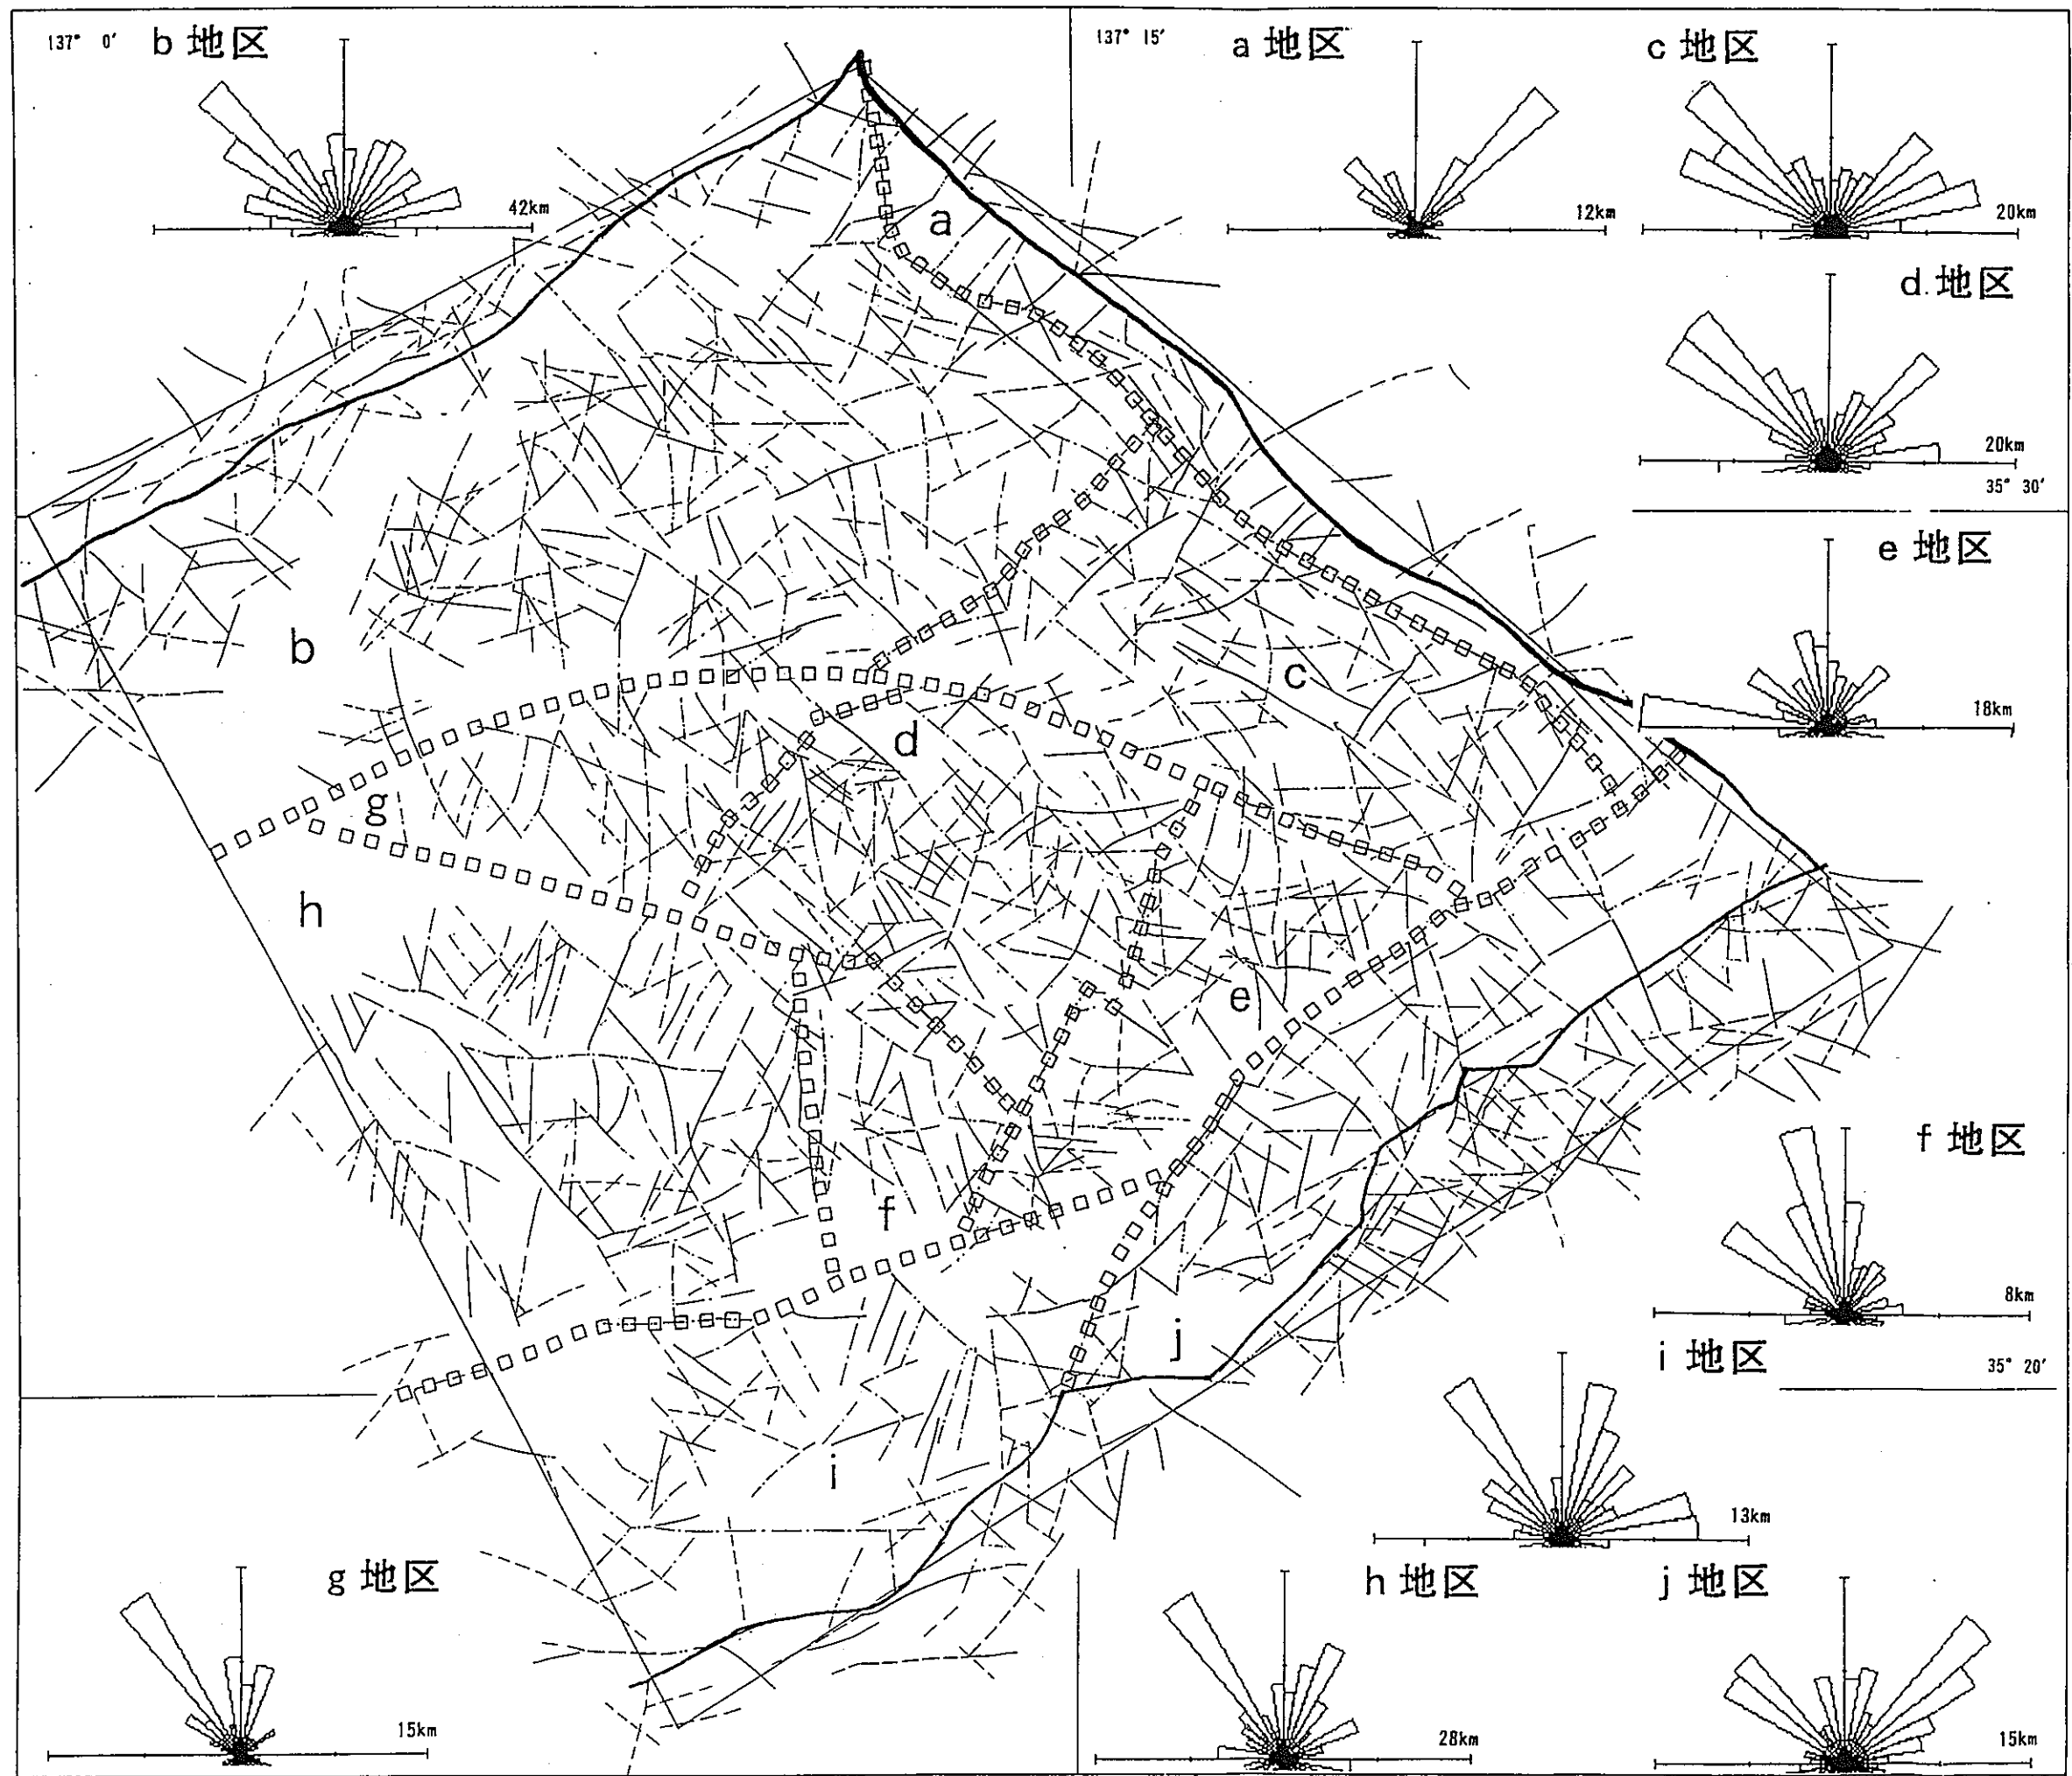 137° 0′
b 地区
42km
137° 15′
a 地区
12km
c 地区
20km
d 地区
20km
35° 30′
e 地区
18km
a
b
c
d
g
h
e
f
j
i
f 地区
8km
i 地区
35° 20′
13km
g 地区
15km
h 地区
28km
j 地区
15km